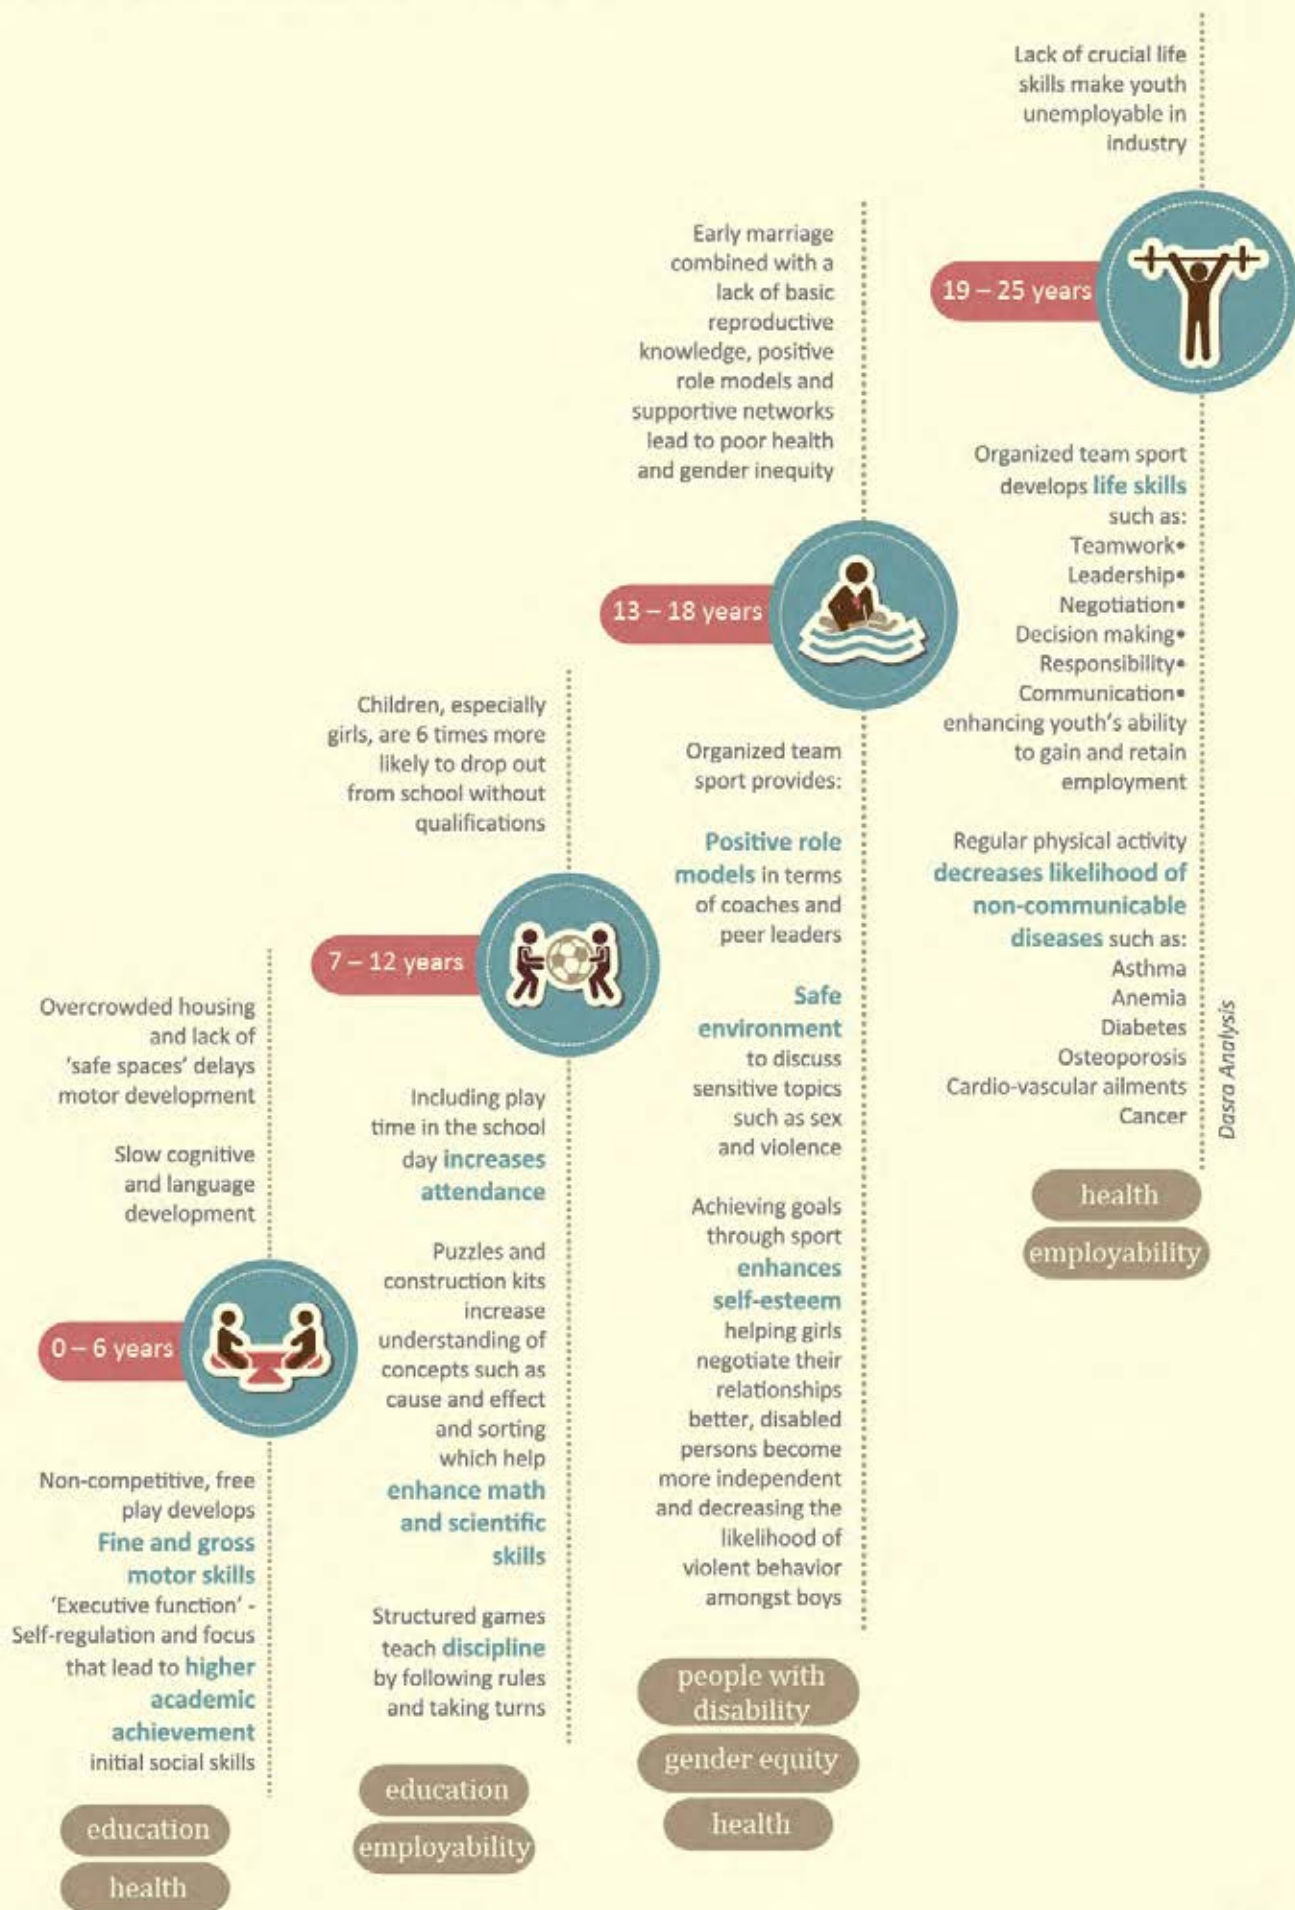 Overcrowded housing
and lack of
'safe spaces' delays
motor development
Slow cognitive
and language
development
0 – 6 years
Non-competitive, free
play develops
Fine and gross
motor skills
'Executive function' -
Self-regulation and focus
that lead to higher
academic
achievement
initial social skills
education
health
Children, especially
girls, are 6 times more
likely to drop out
from school without
qualifications
7 – 12 years
Including play
time in the school
day increases
attendance
Puzzles and
construction kits
increase
understanding of
concepts such as
cause and effect
and sorting
which help
enhance math
and scientific
skills
Structured games
teach discipline
by following rules
and taking turns
education
employability
Early marriage
combined with a
lack of basic
reproductive
knowledge, positive
role models and
supportive networks
lead to poor health
and gender inequity
13 – 18 years
Organized team
sport provides:
Positive role
models in terms
of coaches and
peer leaders
Safe
environment
to discuss
sensitive topics
such as sex
and violence
Achieving goals
through sport
enhances
self-esteem
helping girls
negotiate their
relationships
better, disabled
persons become
more independent
and decreasing the
likelihood of
violent behavior
amongst boys
people with
disability
gender equity
health
Lack of crucial life
skills make youth
unemployable in
industry
19 – 25 years
Organized team sport
develops life skills
such as:
Teamwork•
Leadership•
Negotiation•
Decision making•
Responsibility•
Communication•
enhancing youth's ability
to gain and retain
employment
Regular physical activity
decreases likelihood of
non-communicable
diseases such as:
Asthma
Anemia
Diabetes
Osteoporosis
Cardio-vascular ailments
Cancer
health
employability
Dasra Analysis